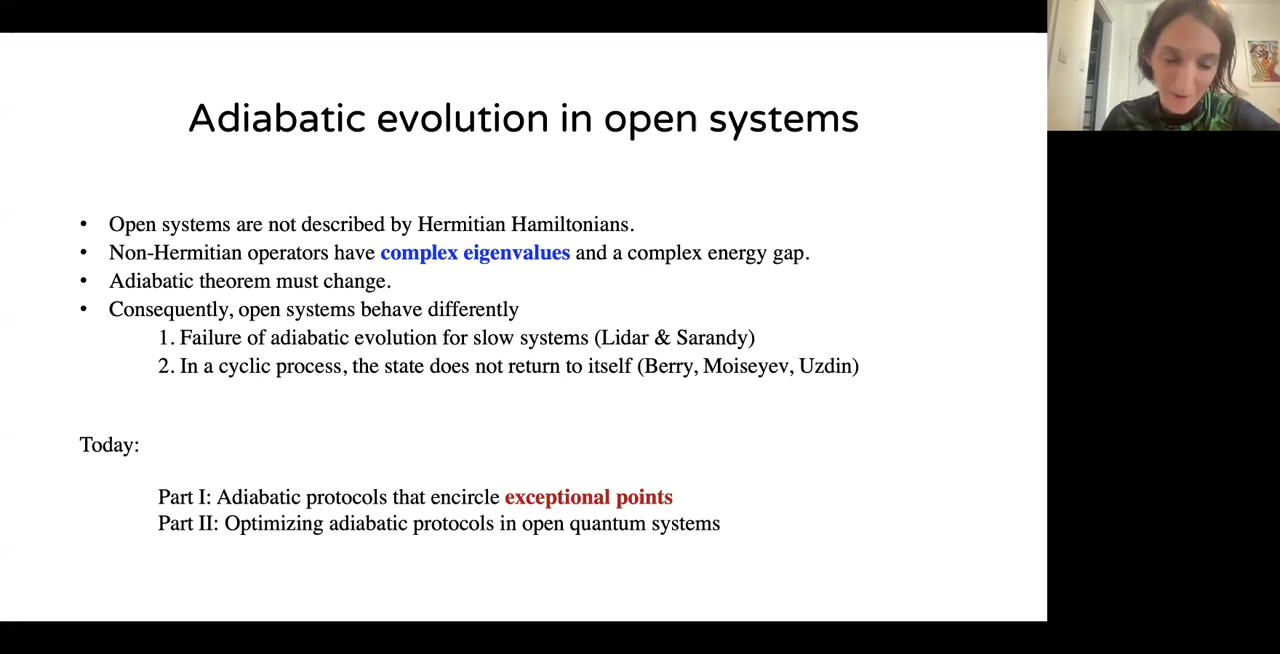 Adiabatic evolution in open systems
• Open systems are not described by Hermitian Hamiltonians.
• Non-Hermitian operators have complex eigenvalues and a complex energy gap.
• Adiabatic theorem must change.
• Consequently, open systems behave differently
1. Failure of adiabatic evolution for slow systems (Lidar & Sarandy)
2. In a cyclic process, the state does not return to itself (Berry, Moiseyev, Uzdin)
Today:
Part I: Adiabatic protocols that encircle exceptional points
Part II: Optimizing adiabatic protocols in open quantum systems